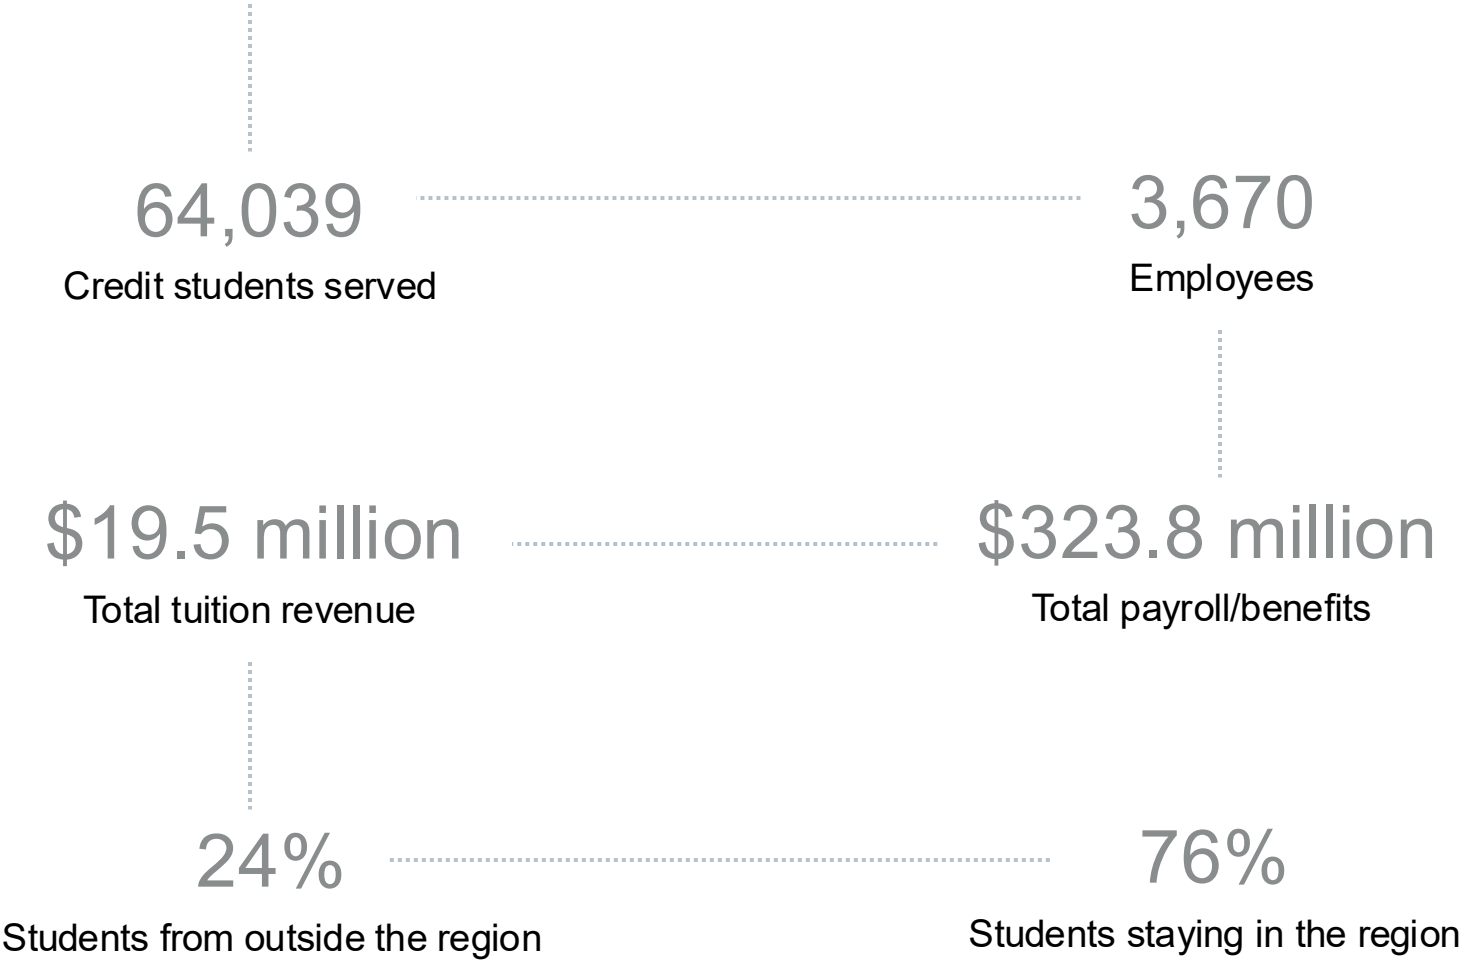 64,039
Credit students served
3,670
Employees
$19.5 million
Total tuition revenue
$323.8 million
Total payroll/benefits
24%
Students from outside the region
76%
Students staying in the region